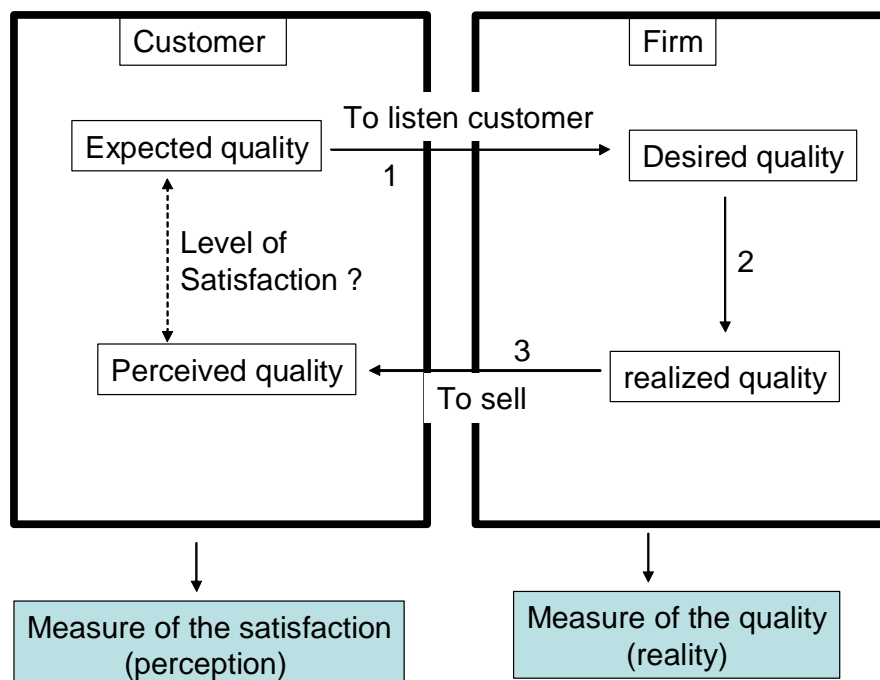 Customer
Firm
To listen customer
Expected quality
1
Desired quality
Level of
Satisfaction ?
2
Perceived quality
3
realized quality
To sell
Measure of the satisfaction
(perception)
Measure of the quality
(reality)